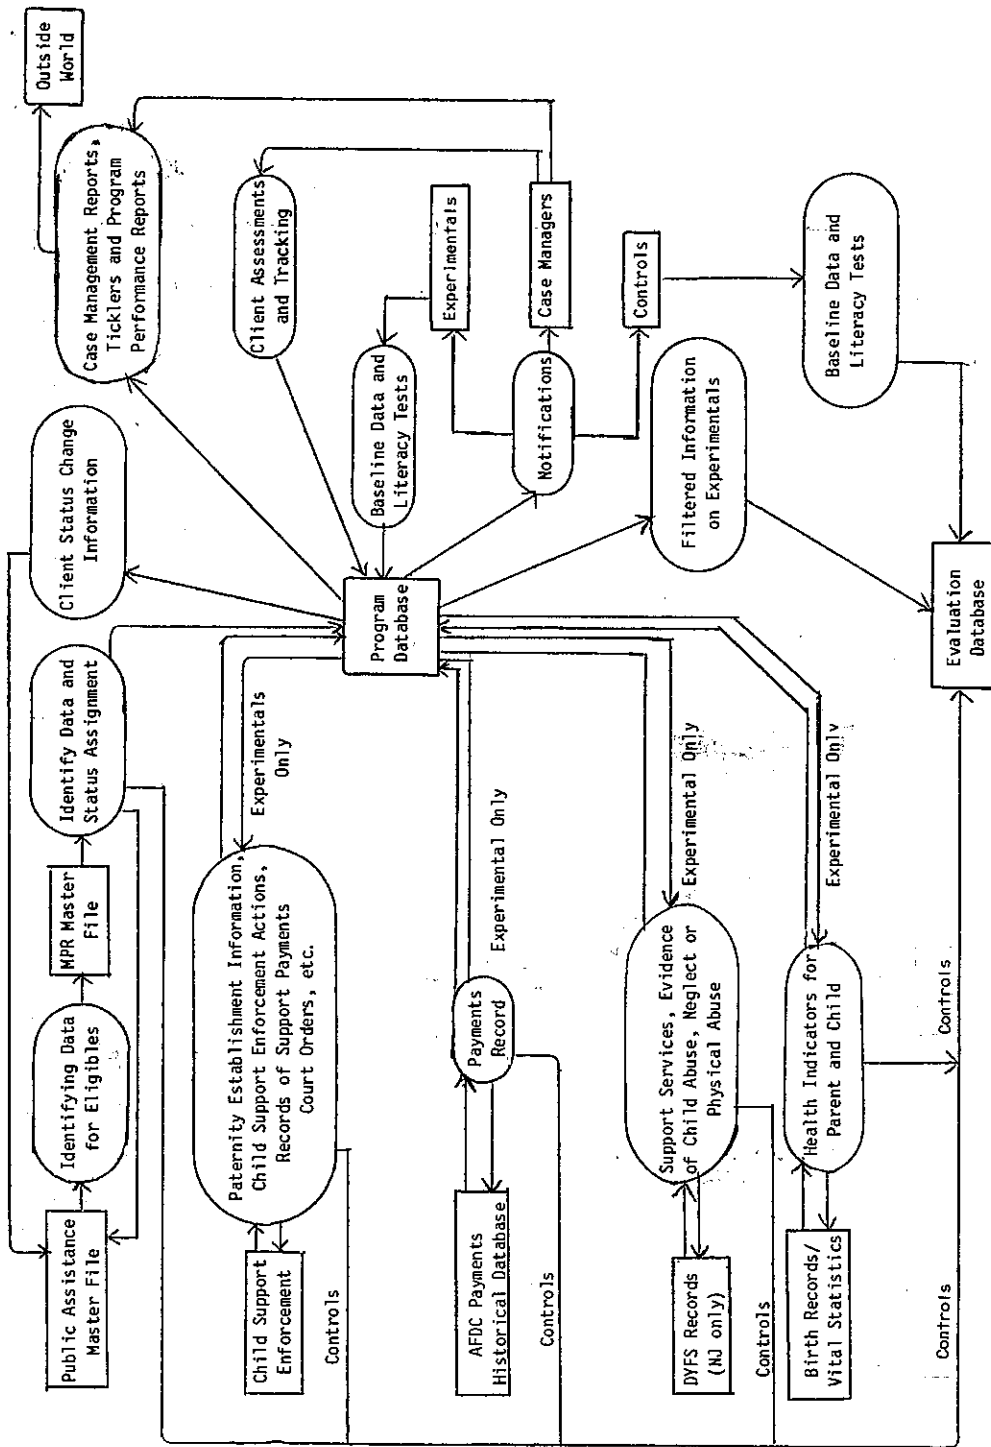 Public Assistance
Master File
Identifying Data
for Eligibles
MPR Master
File
Identify Data and
Status Assignment
Client Status Change
Information
Case Management Reports,
Ticklers and Program
Performance Reports
Outside
World
Child Support
Enforcement
Paternity Establishment Information,
Child Support Enforcement Actions,
Records of Support Payments
Court Orders, etc.
Experimentals
Only
Controls
Program
Database
Client Assessments
and Tracking
Baseline Data and
Literacy Tests
Experimentals
AFDC Payments
Historical Database
Payments
Record
Experimental Only
Controls
Notifications
Case Managers
Controls
DYFS Records
(NJ only)
Support Services, Evidence
of Child Abuse, Neglect or
Physical Abuse
Experimental Only
Controls
Filtered Information
on Experimentals
Birth Records/
Vital Statistics
Health Indicators for
Parent and Child
Experimental Only
Controls
Baseline Data and
Literacy Tests
Controls
Evaluation
Database